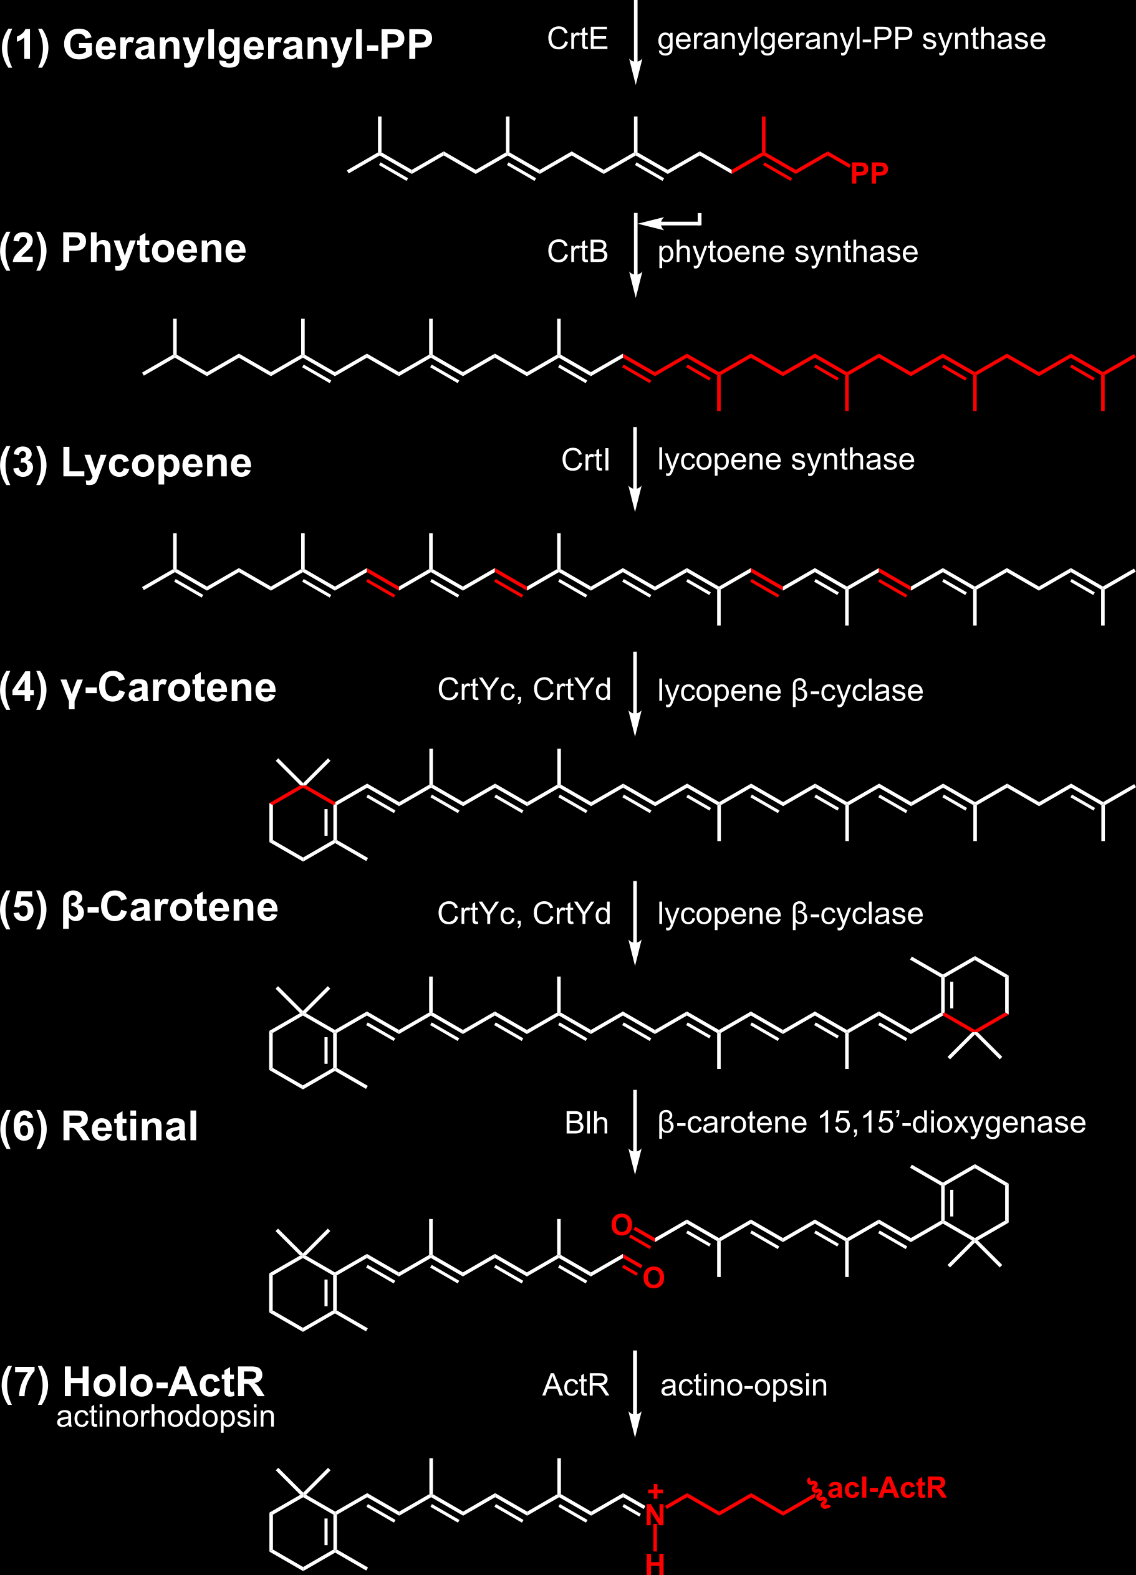 (1) Geranylgeranyl-PP
CrtE
geranylgeranyl-PP synthase
PP
(2) Phytoene
CrtB
phytoene synthase
(3) Lycopene
CrtI
lycopene synthase
(4) γ-Carotene
CrtYc, CrtYd
lycopene β-cyclase
(5) β-Carotene
CrtYc, CrtYd
lycopene β-cyclase
(6) Retinal
Blh
β-carotene 15,15’-dioxygenase
O
O
(7) Holo-ActR
actinorhodopsin
ActR
actino-opsin
+
N
H
acI-ActR